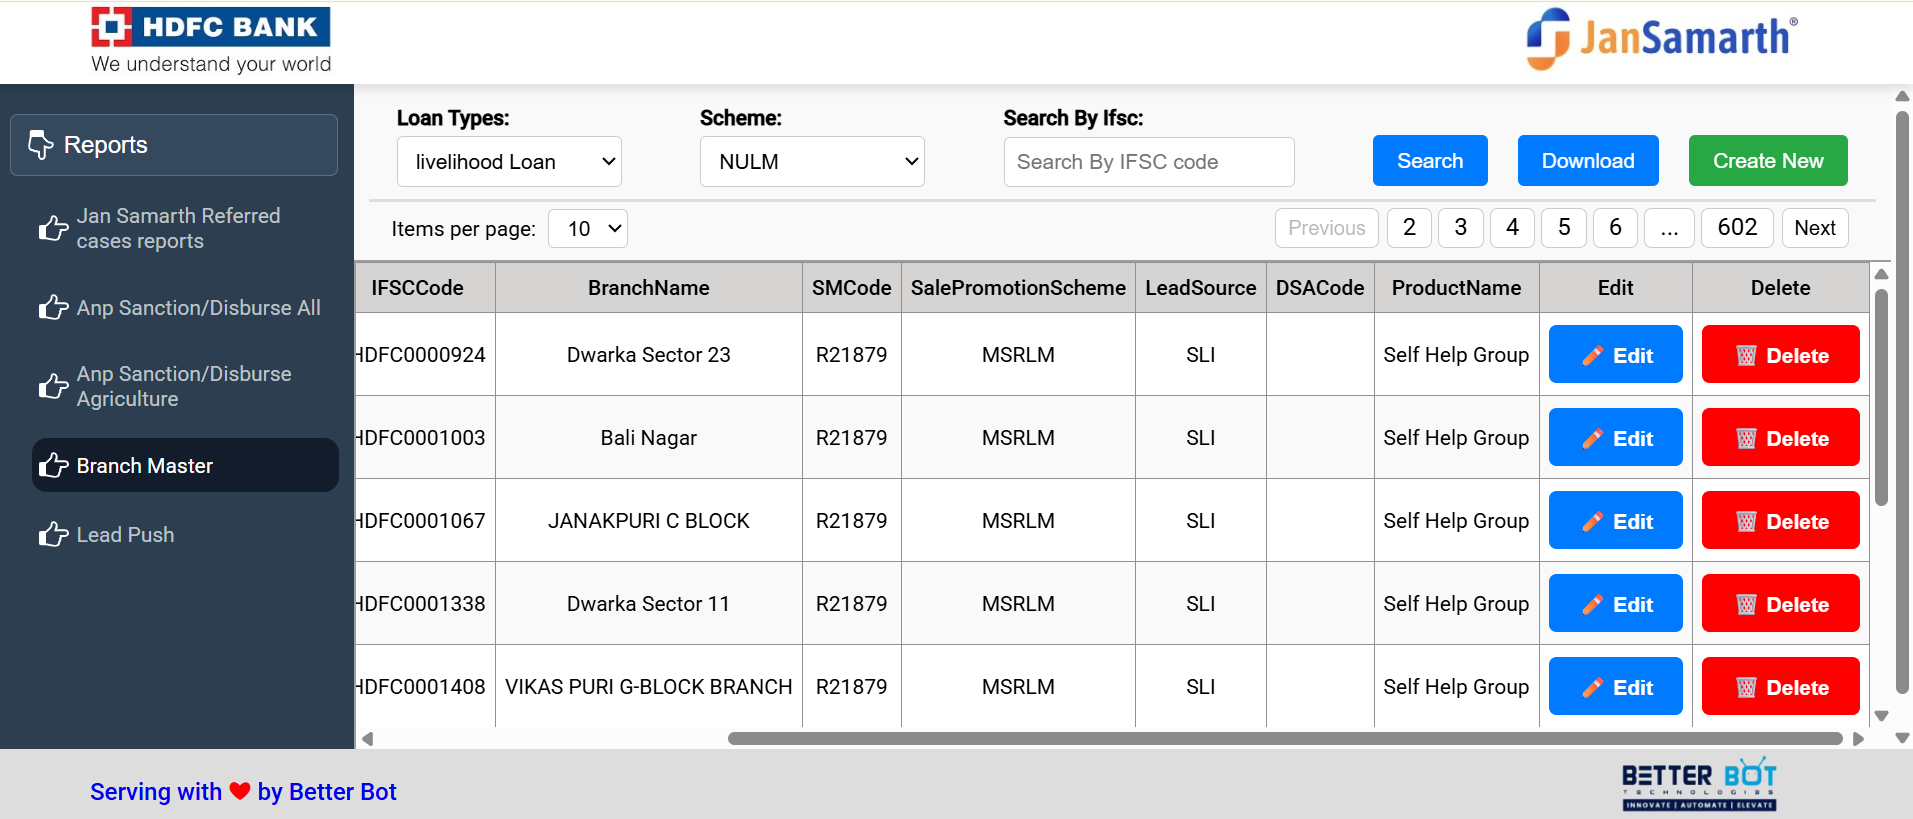 HDFC BANK
We understand your world
JanSamarth®
Reports
Jan Samarth Referred
cases reports
Anp Sanction/Disburse All
Anp Sanction/Disburse
Agriculture
Branch Master
Lead Push
Loan Types: Scheme: Search By Ifsc:
livelihood Loan NULM Search By IFSC code Search Download Create New
Items per page: 10 Previous 2 3 4 5 6 ... 602 Next
IFSCCode BranchName SMCode SalePromotionScheme LeadSource DSACode ProductName Edit Delete
HDFC0000924 Dwarka Sector 23 R21879 MSRLM SLI Self Help Group Edit Delete
HDFC0001003 Bali Nagar R21879 MSRLM SLI Self Help Group Edit Delete
HDFC0001067 JANAKPURI C BLOCK R21879 MSRLM SLI Self Help Group Edit Delete
HDFC0001338 Dwarka Sector 11 R21879 MSRLM SLI Self Help Group Edit Delete
HDFC0001408 VIKAS PURI G-BLOCK BRANCH R21879 MSRLM SLI Self Help Group Edit Delete
Serving with ❤ by Better Bot
BETTER BOT
TECHNOLOGIES
INNOVATE | AUTOMATE | ELEVATE